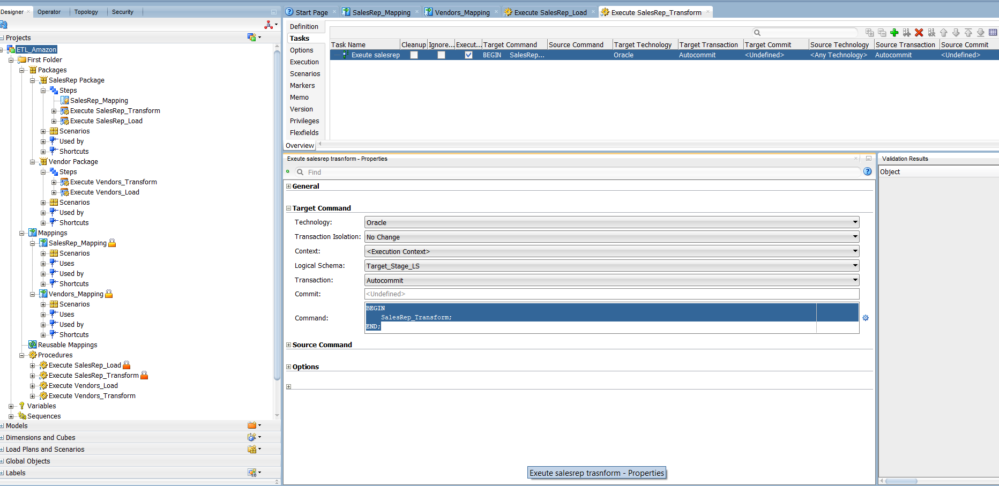 Designer Operator Topology Security
Projects
ETL_Amazon
First Folder
Packages
SalesRep Package
Steps
SalesRep_Mapping
Execute SalesRep_Transform
Execute SalesRep_Load
Scenarios
Used by
Shortcuts
Vendor Package
Steps
Execute Vendors_Transform
Execute Vendors_Load
Scenarios
Used by
Shortcuts
Mappings
SalesRep_Mapping
Scenarios
Uses
Used by
Shortcuts
Vendors_Mapping
Scenarios
Uses
Used by
Shortcuts
Reusable Mappings
Procedures
Execute SalesRep_Load
Execute SalesRep_Transform
Execute Vendors_Load
Execute Vendors_Transform
Variables
Sequences
Models
Dimensions and Cubes
Load Plans and Scenarios
Global Objects
Labels
Start Page SalesRep_Mapping Vendors_Mapping Execute SalesRep_Load Execute SalesRep_Transform
Definition
Tasks
Options
Execution
Scenarios
Markers
Memo
Version
Privileges
Flexfields
Overview
Task Name Cleanup Ignore... Execut... Target Command Source Command Target Technology Target Transaction Target Commit Source Technology Source Transaction Source Commit
Exeute salesrep BEGIN SalesRep... Oracle Autocommit <Undefined> <Any Technology> Autocommit <Undefined>
Exeute salesrep trasnform - Properties
Find
General
Target Command
Technology: Oracle
Transaction Isolation: No Change
Context: <Execution Context>
Logical Schema: Target_Stage_LS
Transaction: Autocommit
Commit: <Undefined>
Command:
BEGIN
SalesRep_Transform;
END;
Source Command
Options
Exeute salesrep trasnform - Properties
Validation Results
Object